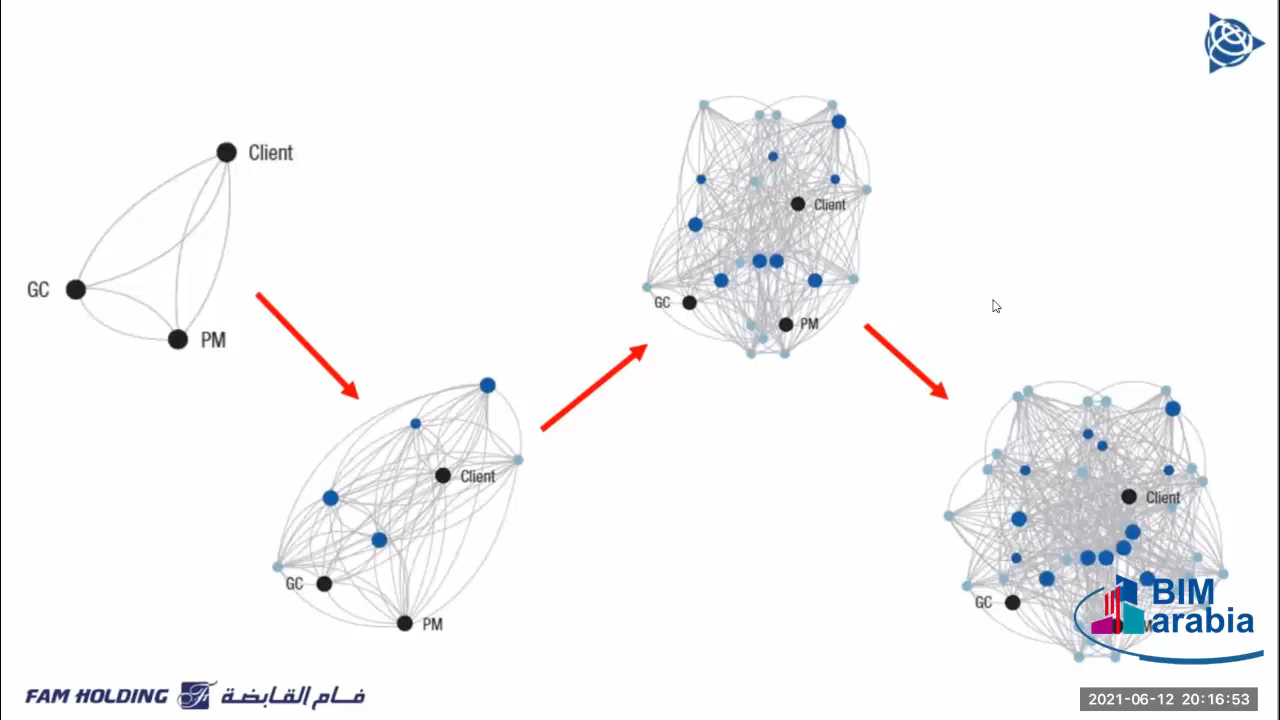 Client
GC
PM
Client
GC
PM
Client
GC
PM
Client
GC
BIM
arabia
FAM HOLDING فـام القابضة
2021-06-12 20:16:53